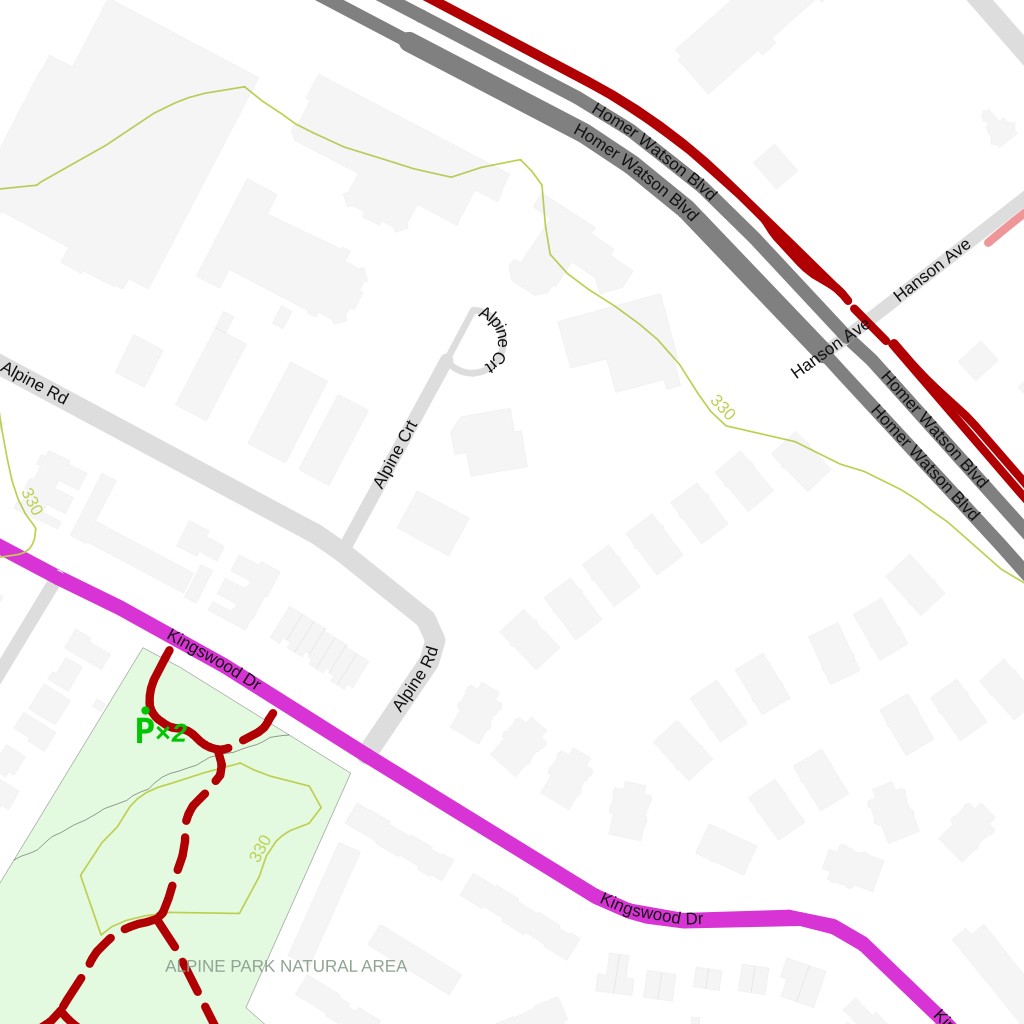 Homer Watson Blvd
Homer Watson Blvd
Hanson Ave
Hanson Ave
Alpine Crt
Alpine Rd
Alpine Crt
330
Homer Watson Blvd
Homer Watson Blvd
330
Kingswood Dr
Alpine Rd
P×2
330
Kingswood Dr
ALPINE PARK NATURAL AREA
Ki